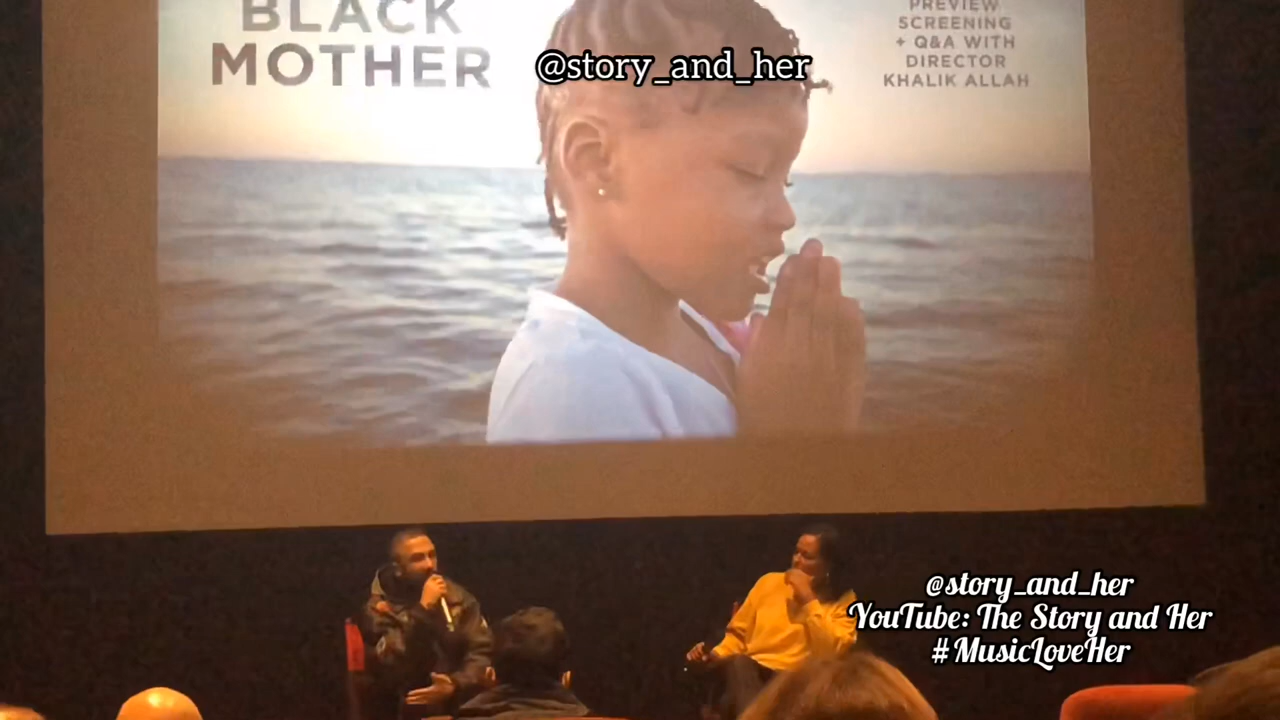 BLACK
MOTHER
PREVIEW
SCREENING
+ Q&A WITH
DIRECTOR
KHALIK ALLAH
@story_and_her
@story_and_her
YouTube: The Story and Her
#MusicLoveHer